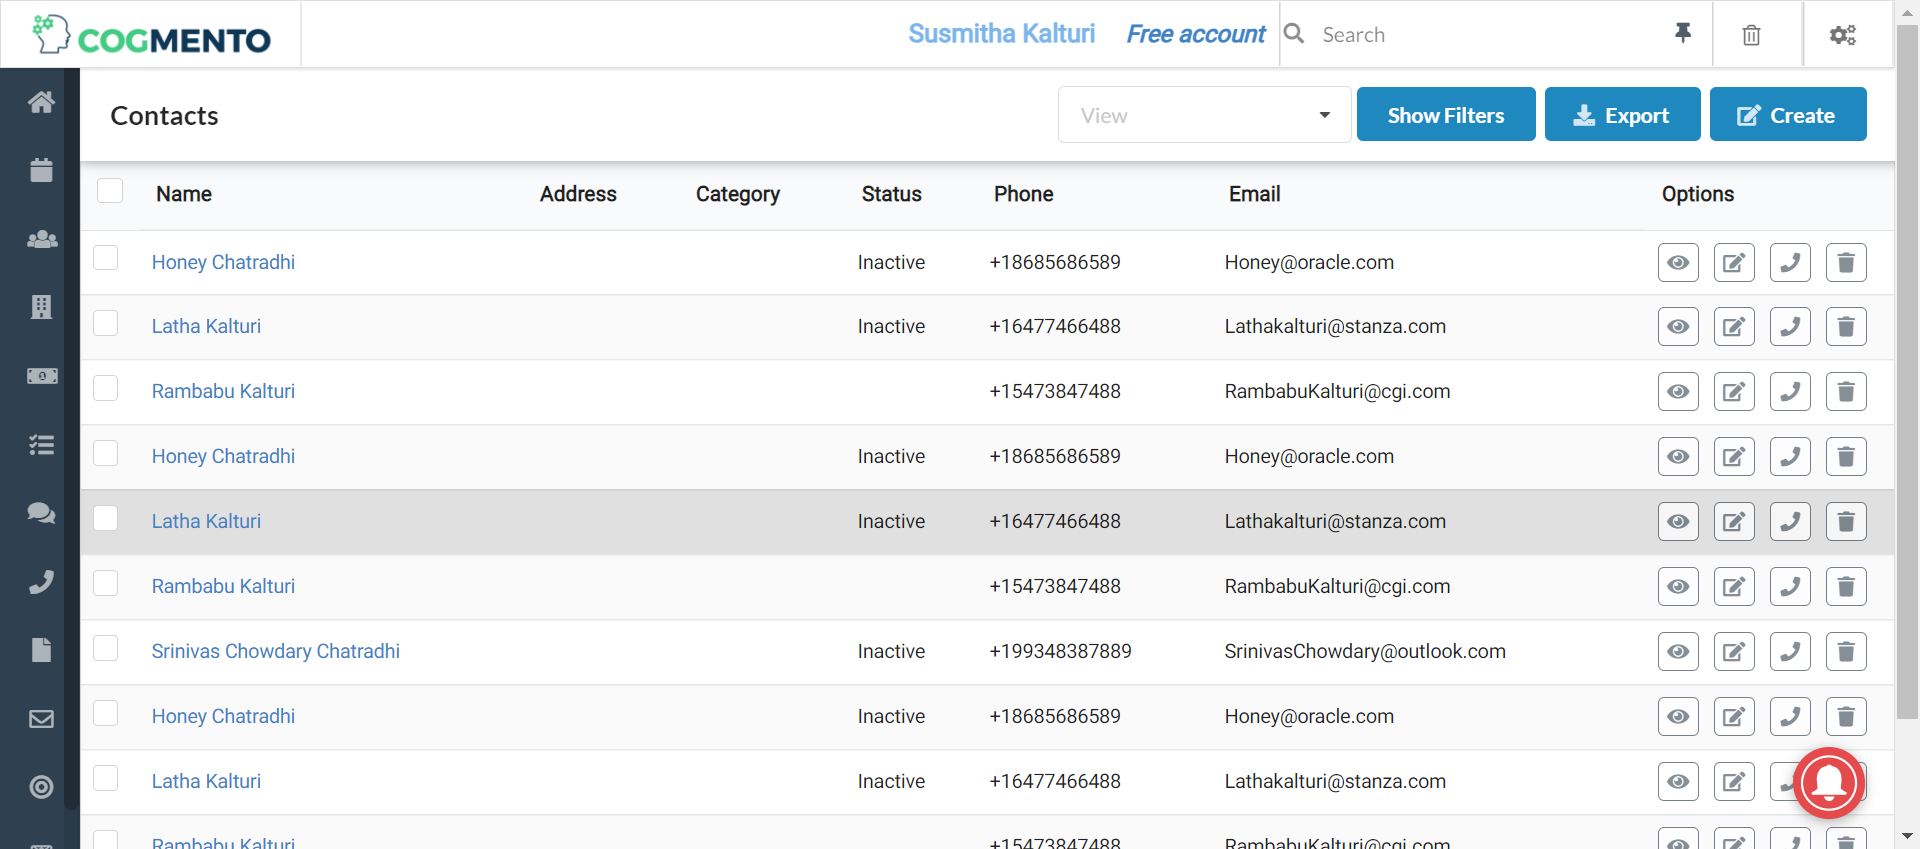 COGMENTO
Susmitha Kalturi Free account Search
Contacts View Show Filters Export Create
Name Address Category Status Phone Email Options
Honey Chatradhi Inactive +18685686589 Honey@oracle.com
Latha Kalturi Inactive +16477466488 Lathakalturi@stanza.com
Rambabu Kalturi +15473847488 RambabuKalturi@cgi.com
Honey Chatradhi Inactive +18685686589 Honey@oracle.com
Latha Kalturi Inactive +16477466488 Lathakalturi@stanza.com
Rambabu Kalturi +15473847488 RambabuKalturi@cgi.com
Srinivas Chowdary Chatradhi Inactive +199348387889 SrinivasChowdary@outlook.com
Honey Chatradhi Inactive +18685686589 Honey@oracle.com
Latha Kalturi Inactive +16477466488 Lathakalturi@stanza.com
Rambabu Kalturi +15473847488 RambabuKalturi@cgi.com